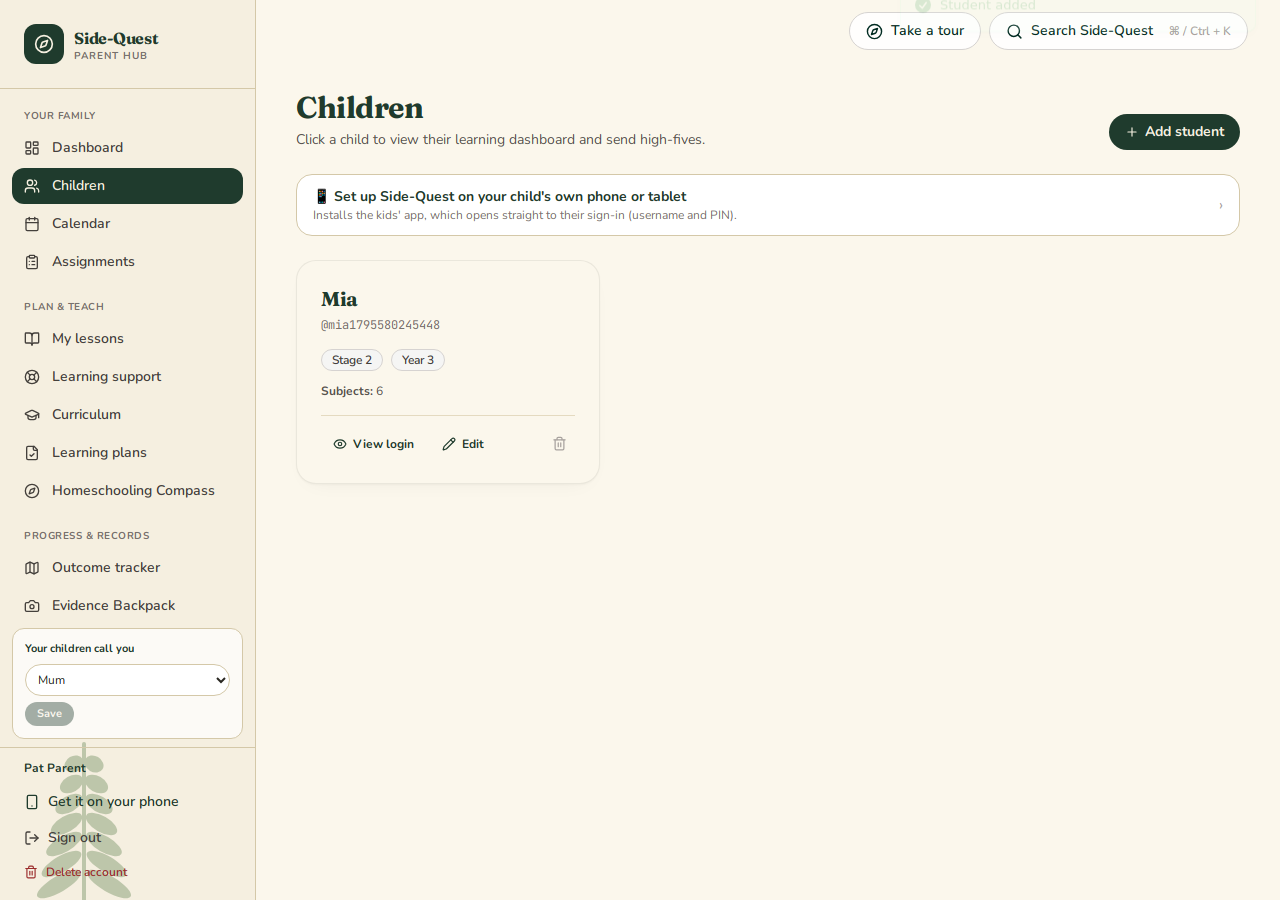 Student added
Side-Quest
PARENT HUB
Take a tour
Search Side-Quest ⌘ / Ctrl + K
YOUR FAMILY
Dashboard
Children
Calendar
Assignments
PLAN & TEACH
My lessons
Learning support
Curriculum
Learning plans
Homeschooling Compass
PROGRESS & RECORDS
Outcome tracker
Evidence Backpack
Your children call you
Mum
Save
Pat Parent
Get it on your phone
Sign out
Delete account
Children
Click a child to view their learning dashboard and send high-fives.
Add student
Set up Side-Quest on your child's own phone or tablet
Installs the kids' app, which opens straight to their sign-in (username and PIN).
Mia
@mia1795580245448
Stage 2 Year 3
Subjects: 6
View login Edit